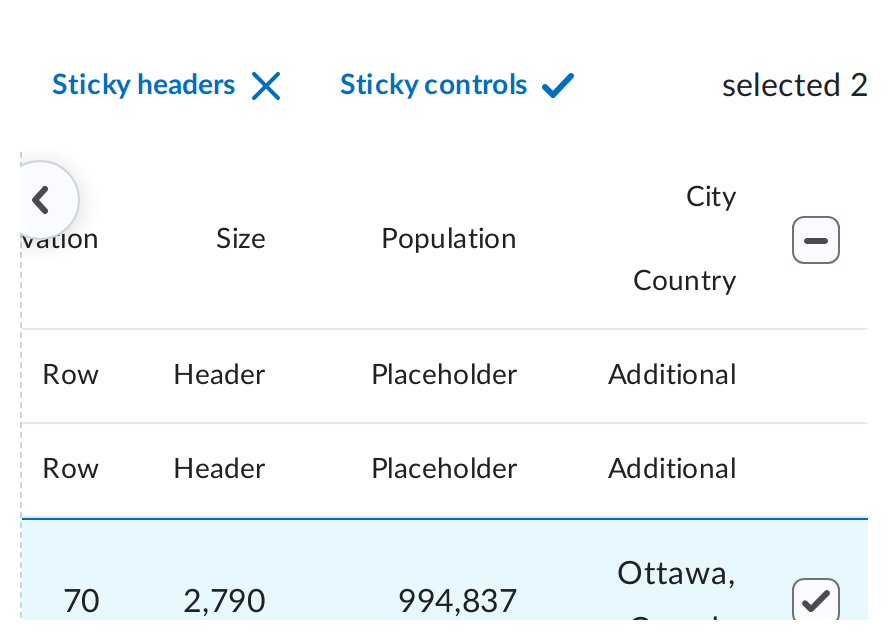 Sticky headers Sticky controls selected 2
City
vation Size Population
Country
Row Header Placeholder Additional
Row Header Placeholder Additional
Ottawa,
70 2,790 994,837